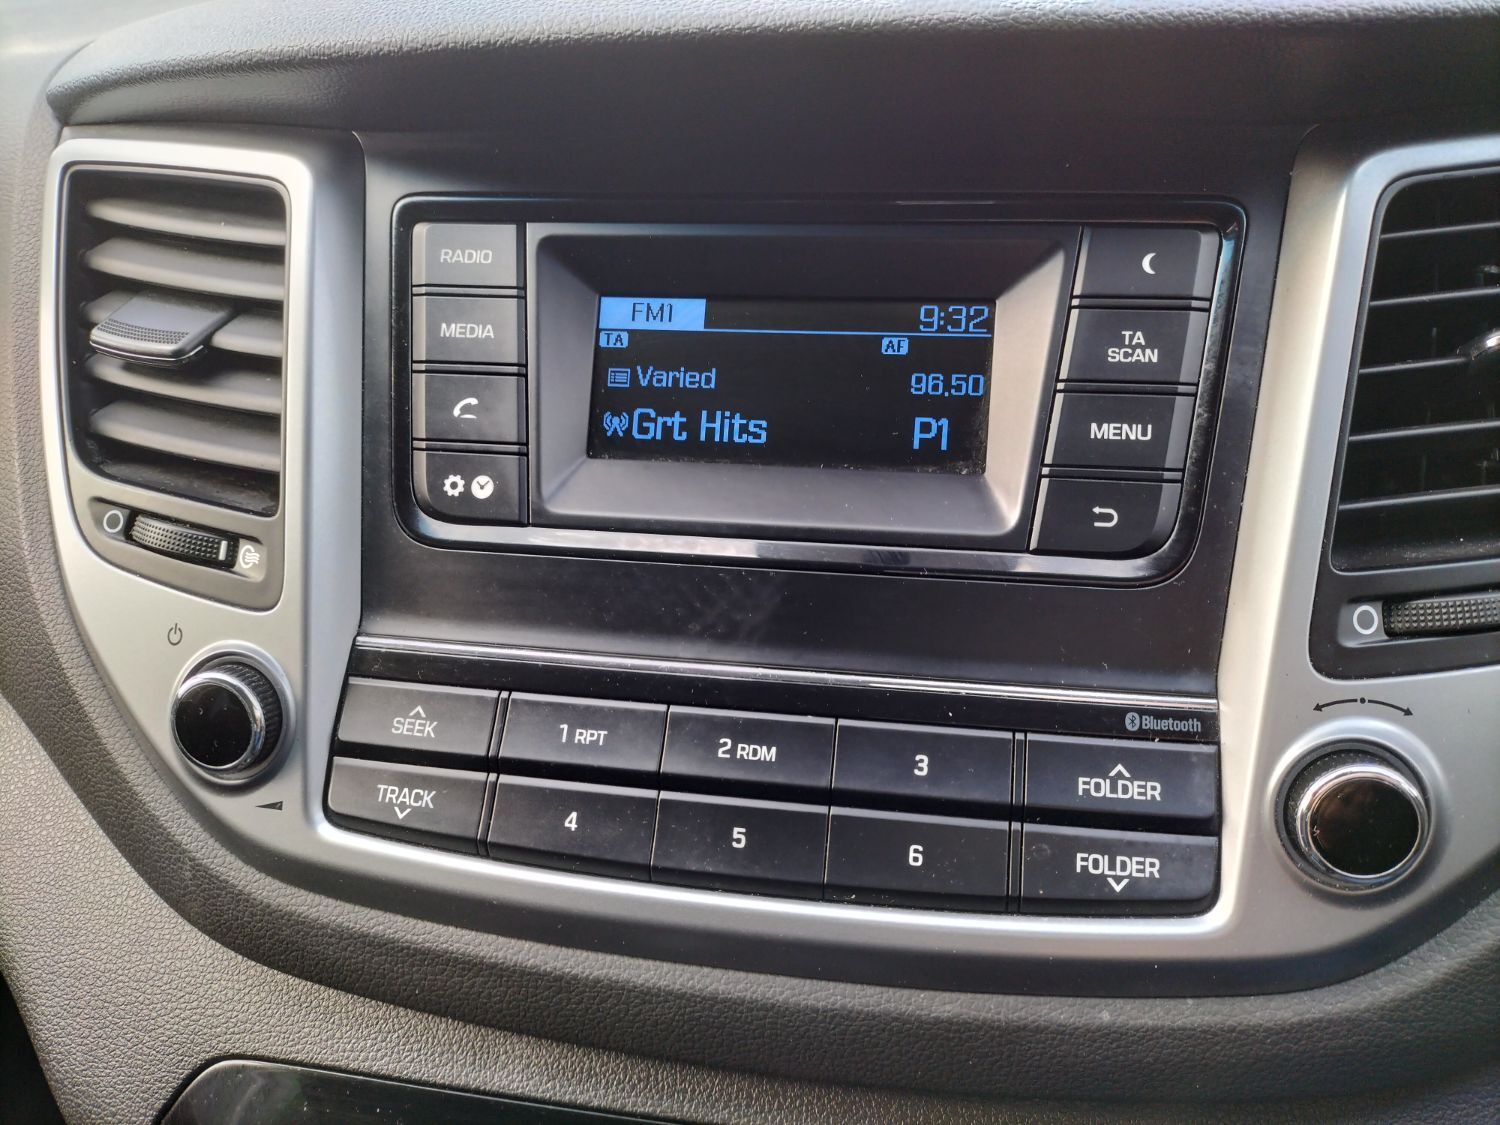 RADIO
MEDIA
FM1 9:32
TA AF
Varied 96.50
Grt Hits P1
TA
SCAN
MENU
Bluetooth
SEEK
1 RPT
2 RDM
3
FOLDER
TRACK
4
5
6
FOLDER